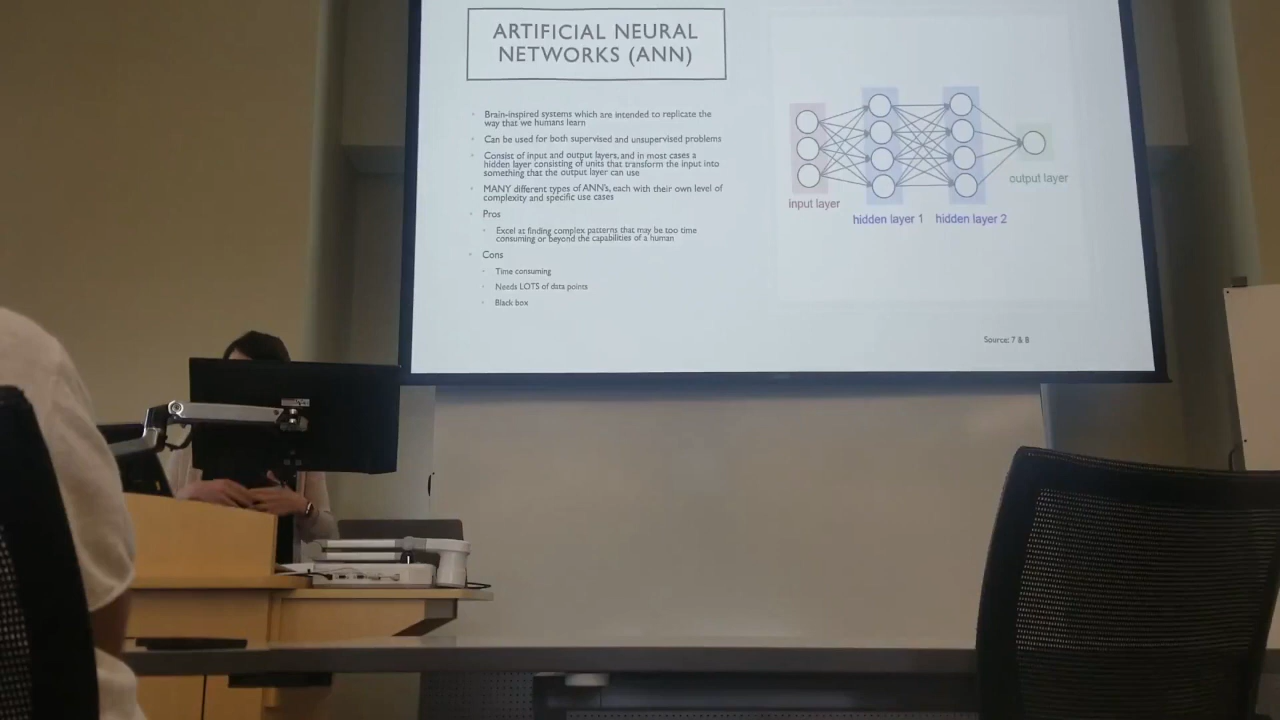 ARTIFICIAL NEURAL
NETWORKS (ANN)
Brain-inspired systems which are intended to replicate the
way that we humans learn
Can be used for both supervised and unsupervised problems
Consist of input and output layers, and in most cases a
hidden layer consisting of units that transform the input into
something that the output layer can use
MANY different types of ANN's, each with their own level of
complexity and specific use cases
Pros
Excel at finding complex patterns that may be too time
consuming or beyond the capabilities of a human
Cons
Time consuming
Needs LOTS of data points
Black box
input layer
hidden layer 1
hidden layer 2
output layer
Source: 7 & 8